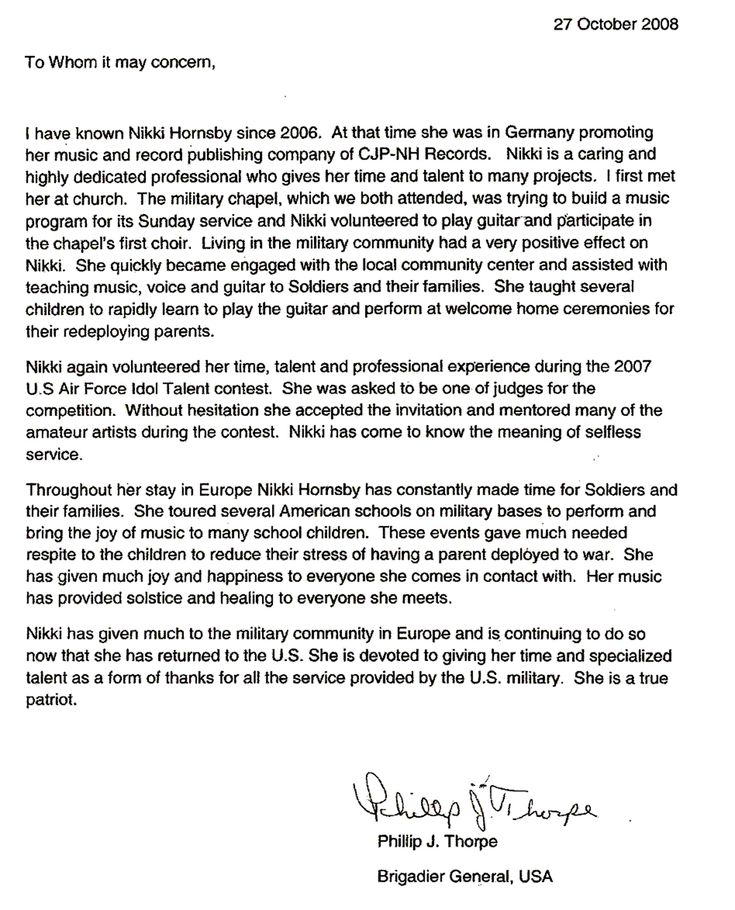 27 October 2008
To Whom it may concern,
I have known Nikki Hornsby since 2006.  At that time she was in Germany promoting
her music and record publishing company of CJP-NH Records.   Nikki is a caring and
highly dedicated professional who gives her time and talent to many projects.  I first met
her at church.  The military chapel, which we both attended, was trying to build a music
program for its Sunday service and Nikki volunteered to play guitar and participate in
the chapel's first choir.  Living in the military community had a very positive effect on
Nikki.  She quickly became engaged with the local community center and assisted with
teaching music, voice and guitar to Soldiers and their families.  She taught several
children to rapidly learn to play the guitar and perform at welcome home ceremonies for
their redeploying parents.
Nikki again volunteered her time, talent and professional experience during the 2007
U.S Air Force Idol Talent contest.  She was asked to be one of judges for the
competition.  Without hesitation she accepted the invitation and mentored many of the
amateur artists during the contest.  Nikki has come to know the meaning of selfless
service.
Throughout her stay in Europe Nikki Hornsby has constantly made time for Soldiers and
their families.  She toured several American schools on military bases to perform and
bring the joy of music to many school children.  These events gave much needed
respite to the children to reduce their stress of having a parent deployed to war.  She
has given much joy and happiness to everyone she comes in contact with.  Her music
has provided solstice and healing to everyone she meets.
Nikki has given much to the military community in Europe and is continuing to do so
now that she has returned to the U.S. She is devoted to giving her time and specialized
talent as a form of thanks for all the service provided by the U.S. military.  She is a true
patriot.
Phillip J. Thorpe
Phillip J. Thorpe
Brigadier General, USA